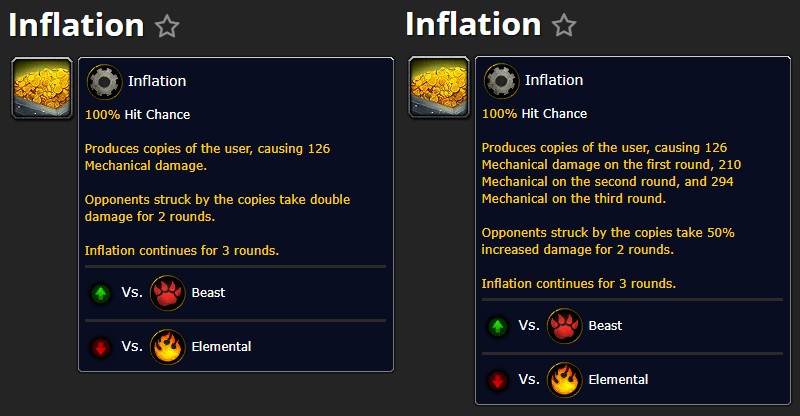 Inflation
Inflation
100% Hit Chance
Produces copies of the user, causing 126
Mechanical damage.
Opponents struck by the copies take double
damage for 2 rounds.
Inflation continues for 3 rounds.
Vs. Beast
Vs. Elemental
Inflation
Inflation
100% Hit Chance
Produces copies of the user, causing 126
Mechanical damage on the first round, 210
Mechanical on the second round, and 294
Mechanical on the third round.
Opponents struck by the copies take 50%
increased damage for 2 rounds.
Inflation continues for 3 rounds.
Vs. Beast
Vs. Elemental